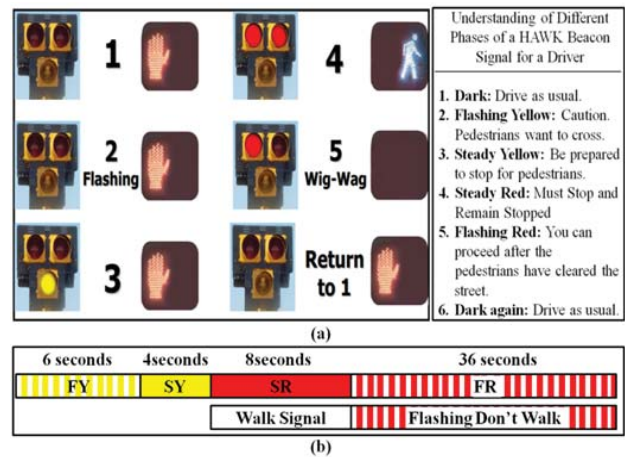 1
4
2
Flashing
5
Wig-Wag
3
Return
to 1
Understanding of Different
Phases of a HAWK Beacon
Signal for a Driver
1. Dark: Drive as usual.
2. Flashing Yellow: Caution.
Pedestrians want to cross.
3. Steady Yellow: Be prepared
to stop for pedestrians.
4. Steady Red: Must Stop and
Remain Stopped
5. Flashing Red: You can
proceed after the
pedestrians have cleared the
street.
6. Dark again: Drive as usual.
(a)
6 seconds 4seconds 8seconds 36 seconds
FY SY SR FR
Walk Signal Flashing Don't Walk
(b)